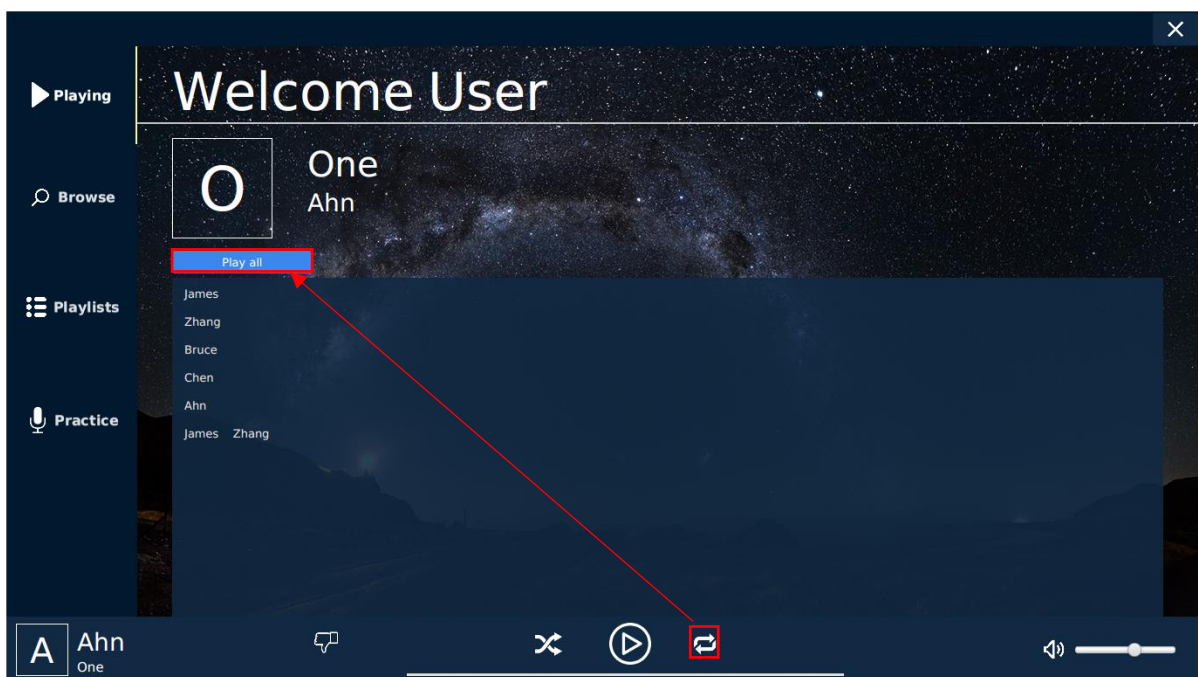 Playing
Browse
Playlists
Practice
Welcome User
O
One
Ahn
Play all
James
Zhang
Bruce
Chen
Ahn
James Zhang
A
Ahn
One